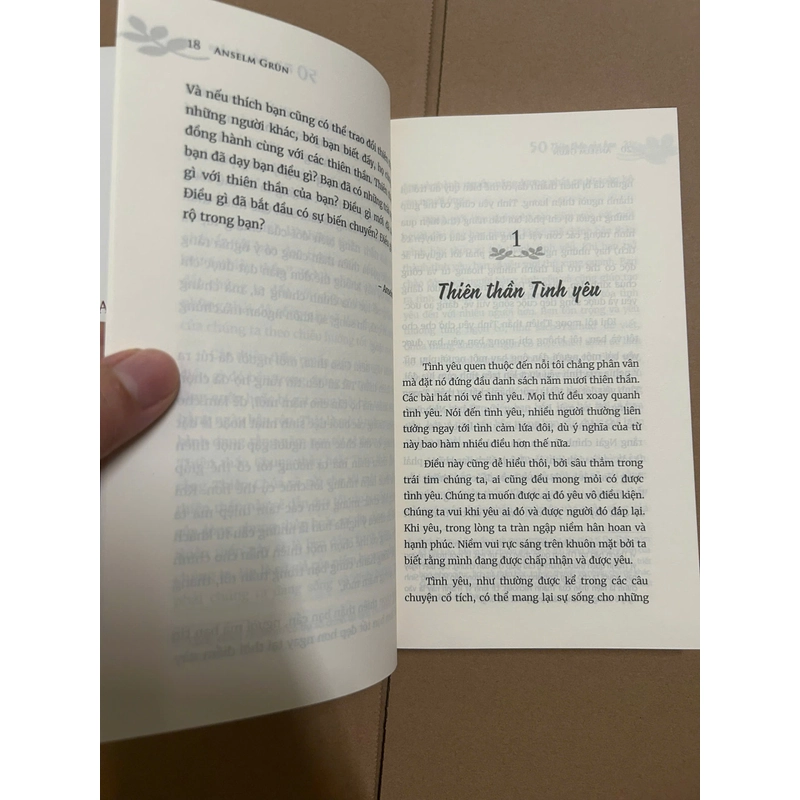 18 ANSELM GRÜN
Và nếu thích bạn cũng có thể trao đổi thiên
những người khác, bởi bạn biết đấy, họ
đồng hành cùng với các thiên thần. Thiên
bạn đã dạy bạn điều gì? Bạn đã có những
gì với thiên thần của bạn? Điều gì mới
Điều gì đã bắt đầu có sự biến chuyển? Điều
rộ trong bạn?
1
Thiên thần Tình yêu
Tình yêu quen thuộc đến nỗi tôi chẳng phân vân
mà đặt nó đứng đầu danh sách năm mươi thiên thần.
Các bài hát nói về tình yêu. Mọi thứ đều xoay quanh
tình yêu. Nói đến tình yêu, nhiều người thường liên
tưởng ngay tới tình cảm lứa đôi, dù ý nghĩa của từ
này bao hàm nhiều điều hơn thế nữa.
Điều này cũng dễ hiểu thôi, bởi sâu thẳm trong
trái tim chúng ta, ai cũng đều mong mỏi có được
tình yêu. Chúng ta muốn được ai đó yêu vô điều kiện.
Chúng ta vui khi yêu ai đó và được người đó đáp lại.
Khi yêu, trong lòng ta tràn ngập niềm hân hoan và
hạnh phúc. Niềm vui rực sáng trên khuôn mặt bởi ta
biết rằng mình đang được chấp nhận và được yêu.
Tình yêu, như thường được kể trong các câu
chuyện cổ tích, có thể mang lại sự sống cho những